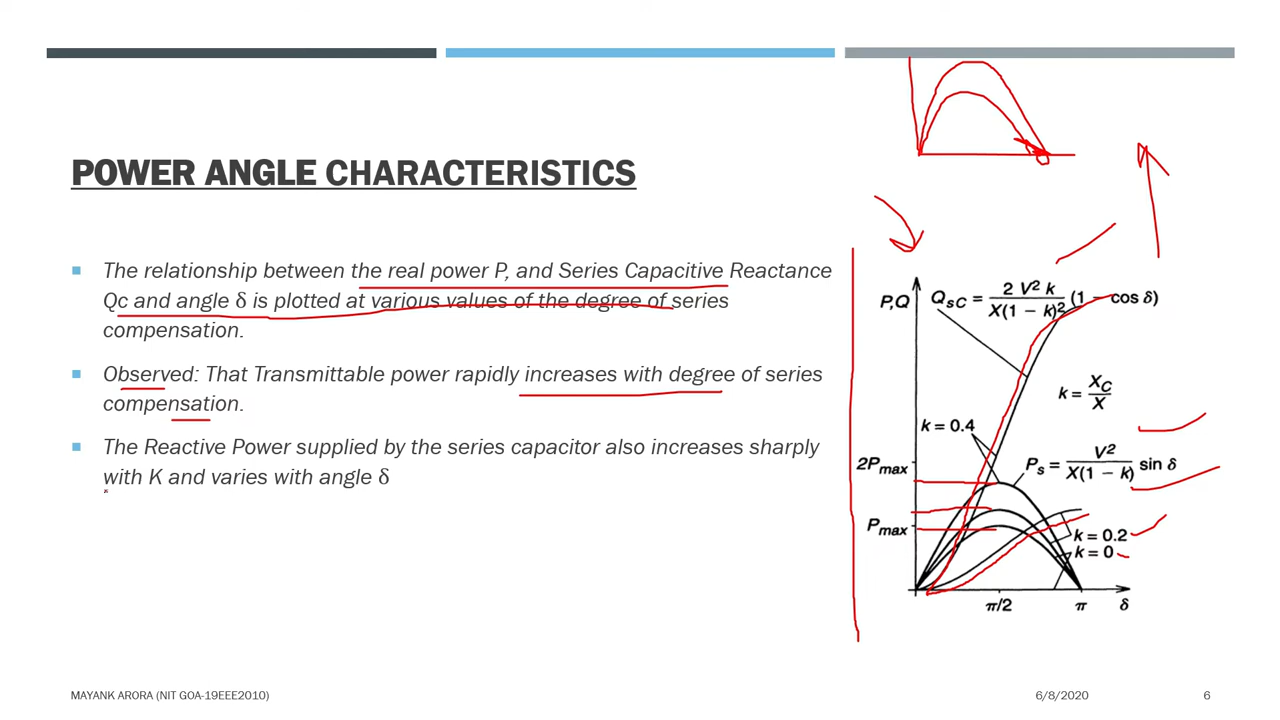 POWER ANGLE CHARACTERISTICS
The relationship between the real power P, and Series Capacitive Reactance
Qc and angle δ is plotted at various values of the degree of series
compensation.
Observed: That Transmittable power rapidly increases with degree of series
compensation.
The Reactive Power supplied by the series capacitor also increases sharply
with K and varies with angle δ
P,Q
Q_sC = 2 V² k / X(1 − k)² (1 − cos δ)
k = X_C / X
k = 0.4
2P_max
P_s = V² / X(1 − k) sin δ
P_max
k = 0.2
k = 0
π/2
π
δ
MAYANK ARORA (NIT GOA-19EEE2010)
6/8/2020
6